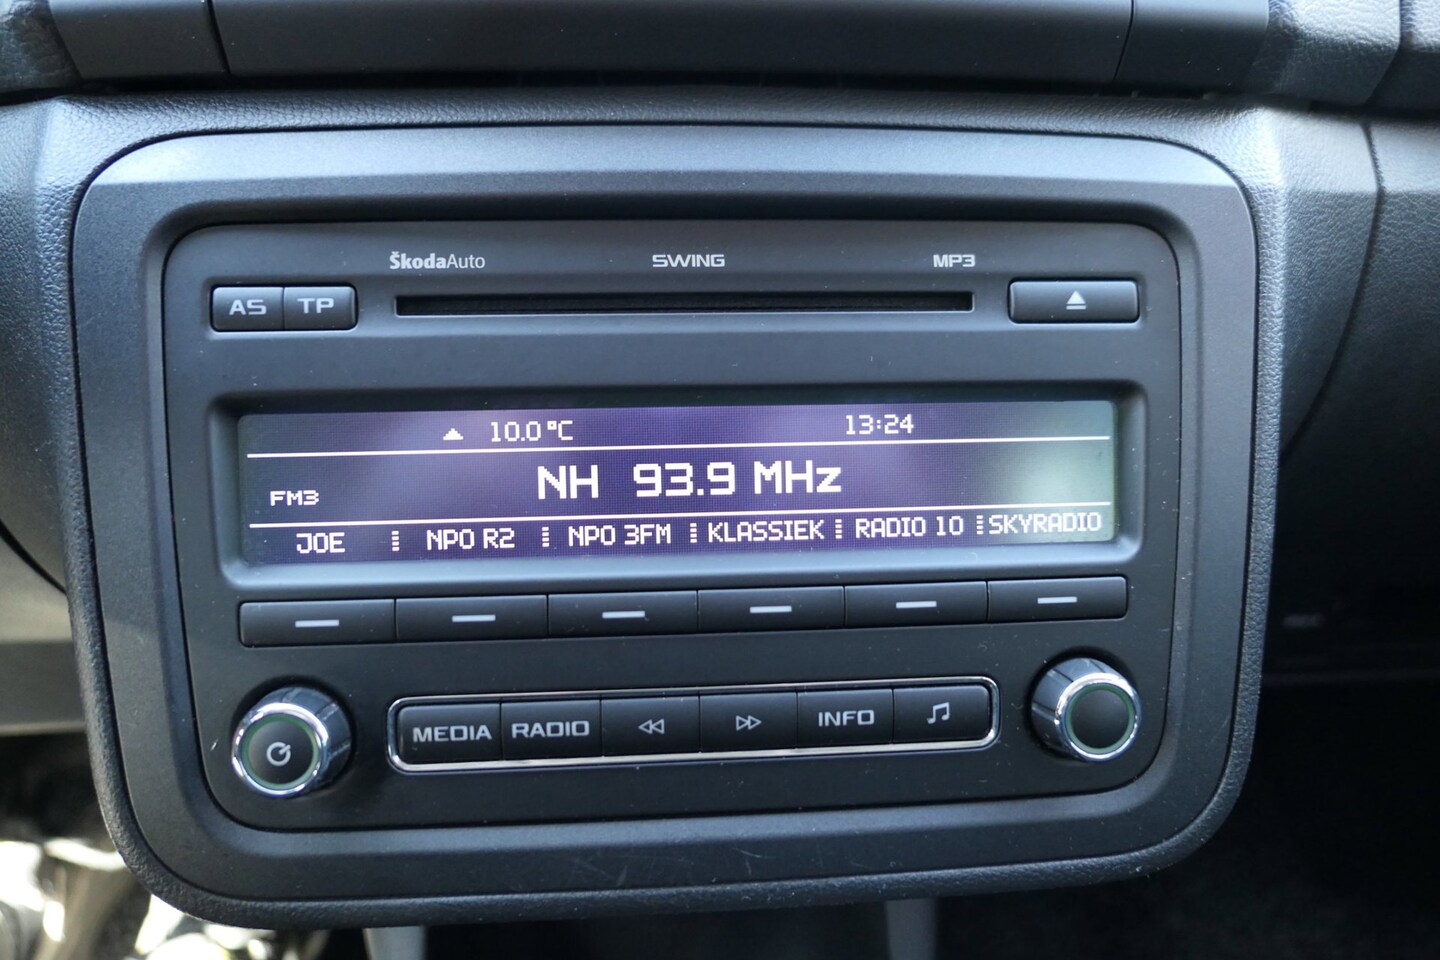 ŠkodaAuto SWING MP3
AS TP
10.0°C 13:24
NH 93.9 MHz
FM3
JOE NPO R2 NPO 3FM KLASSIEK RADIO 10 SKYRADIO
MEDIA RADIO INFO